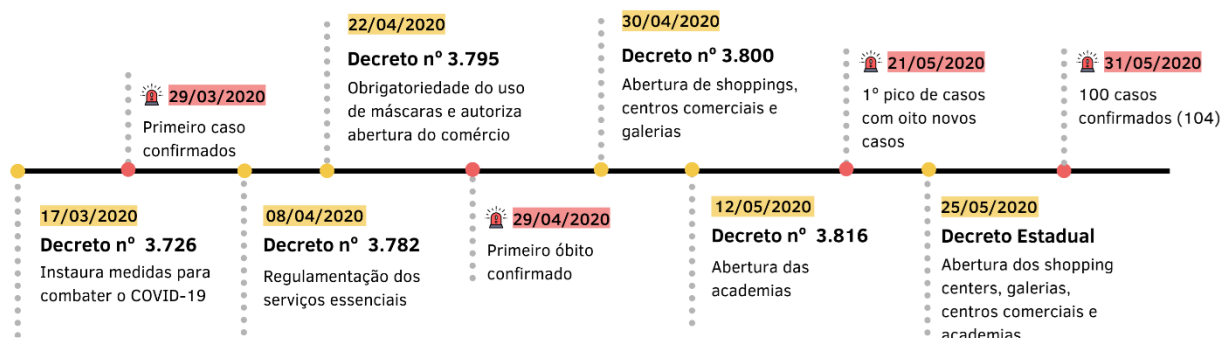 17/03/2020
Decreto nº 3.726
Instaura medidas para
combater o COVID-19
29/03/2020
Primeiro caso
confirmados
08/04/2020
Decreto nº 3.782
Regulamentação dos
serviços essenciais
22/04/2020
Decreto nº 3.795
Obrigatoriedade do uso
de máscaras e autoriza
abertura do comércio
29/04/2020
Primeiro óbito
confirmado
30/04/2020
Decreto nº 3.800
Abertura de shoppings,
centros comerciais e
galerias
12/05/2020
Decreto nº 3.816
Abertura das
academias
21/05/2020
1º pico de casos
com oito novos
casos
25/05/2020
Decreto Estadual
Abertura dos shopping
centers, galerias,
centros comerciais e
academias
31/05/2020
100 casos
confirmados (104)